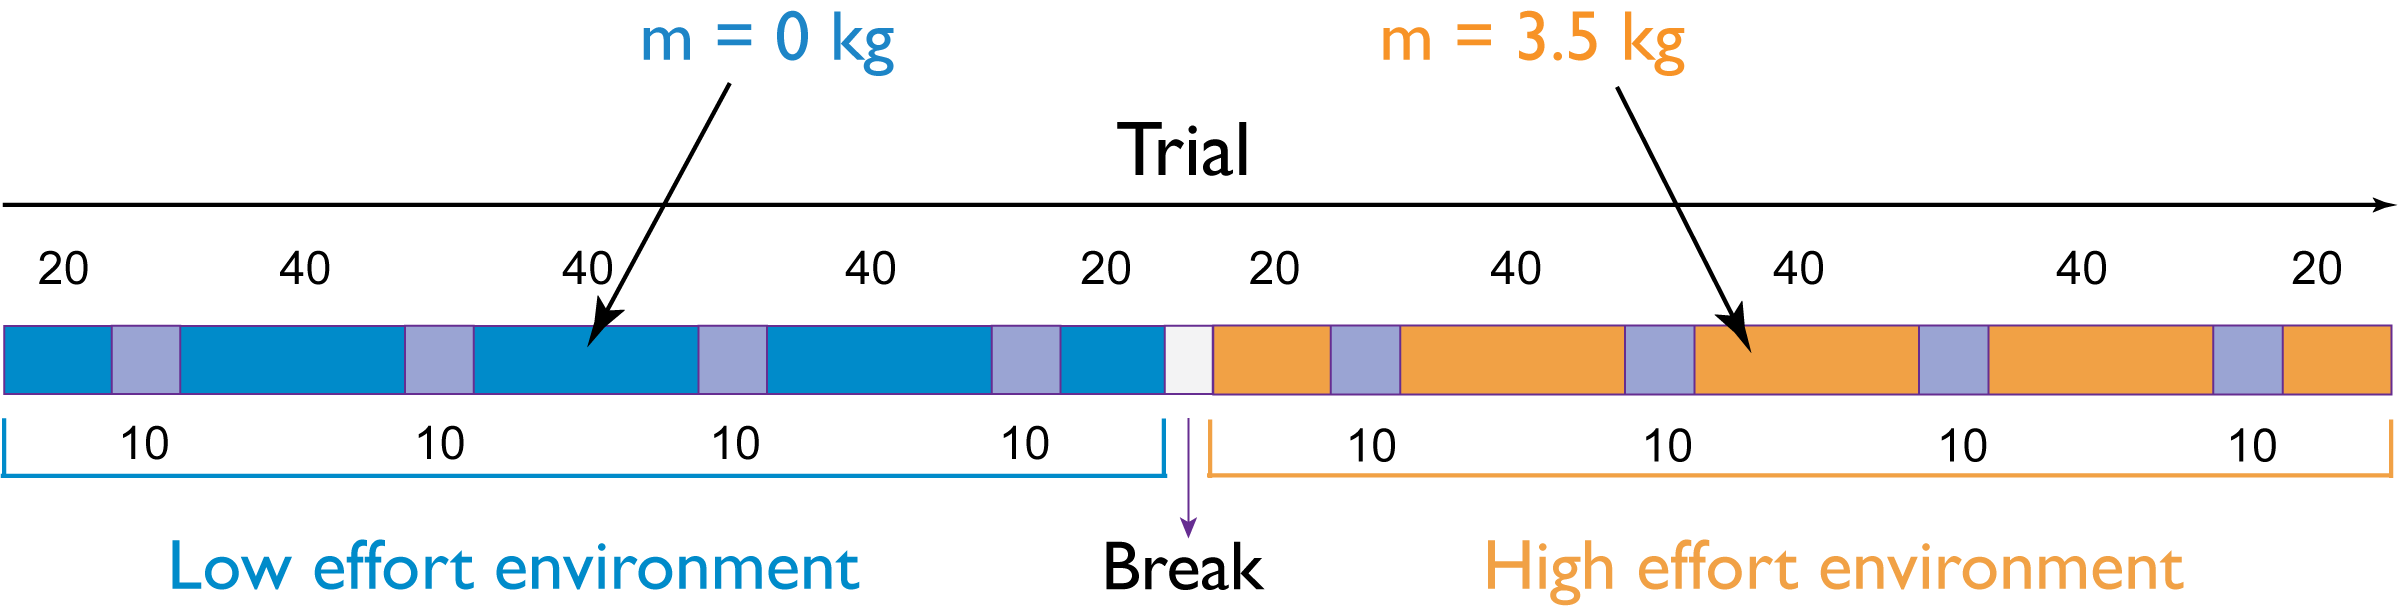 m = 0 kg
m = 3.5 kg
Trial
20 40 40 40 20 20 40 40 40 20
10 10 10 10 10 10 10 10
Low effort environment
Break
High effort environment